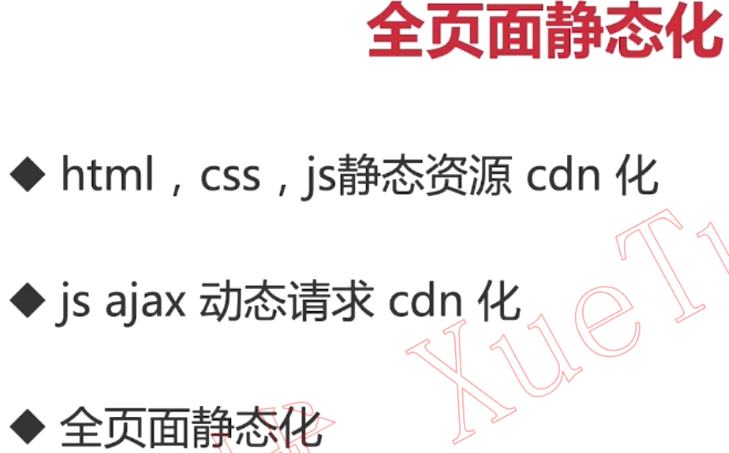 全页面静态化
◆ html，css，js静态资源 cdn 化
◆ js ajax 动态请求 cdn 化
◆ 全页面静态化